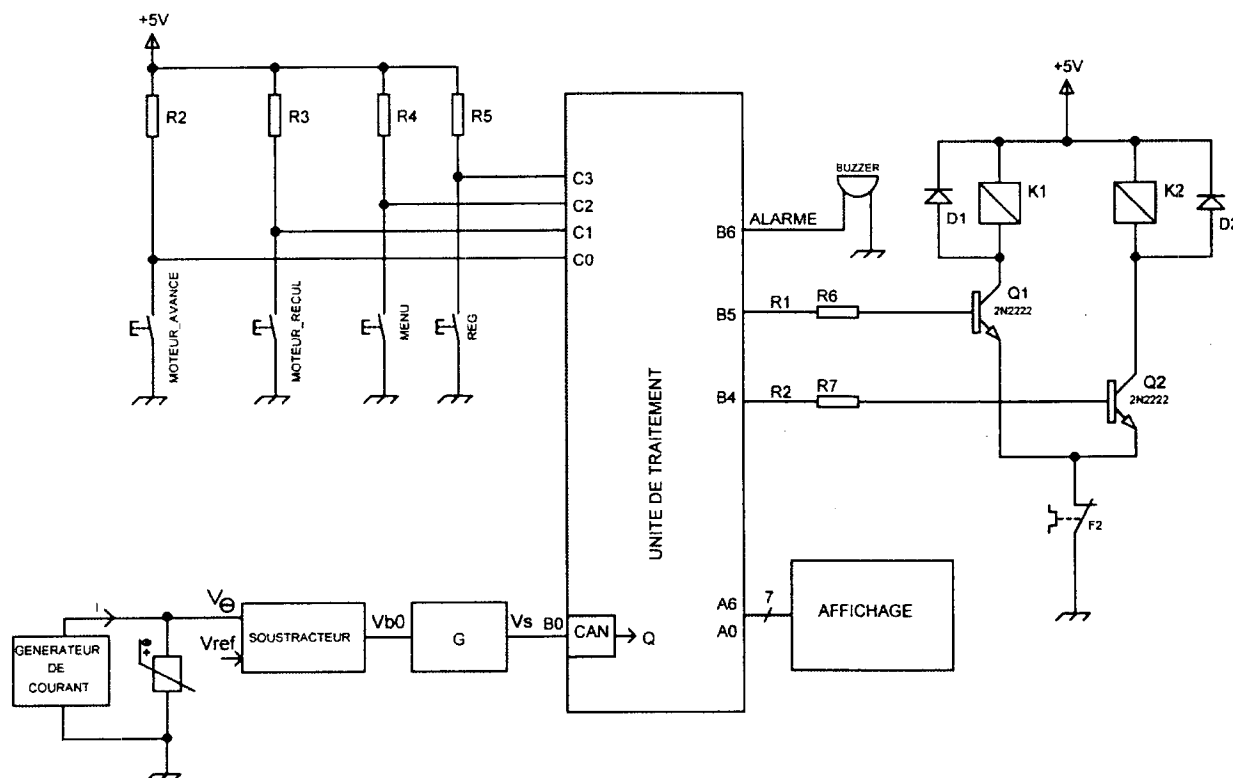 +5V
R2
R3
R4
R5
C3
C2
C1
C0
MOTEUR_AVANCE
MOTEUR_RECUL
MENU
REG
UNITE DE TRAITEMENT
BUZZER
B6
ALARME
B5
R1
R6
B4
R2
R7
+5V
D1
K1
K2
D2
Q1
2N2222
Q2
2N2222
F2
I
GENERATEUR
DE
COURANT
+θ
VΘ
Vref
SOUSTRACTEUR
Vb0
G
Vs
B0
CAN
Q
A6
A0
7
AFFICHAGE